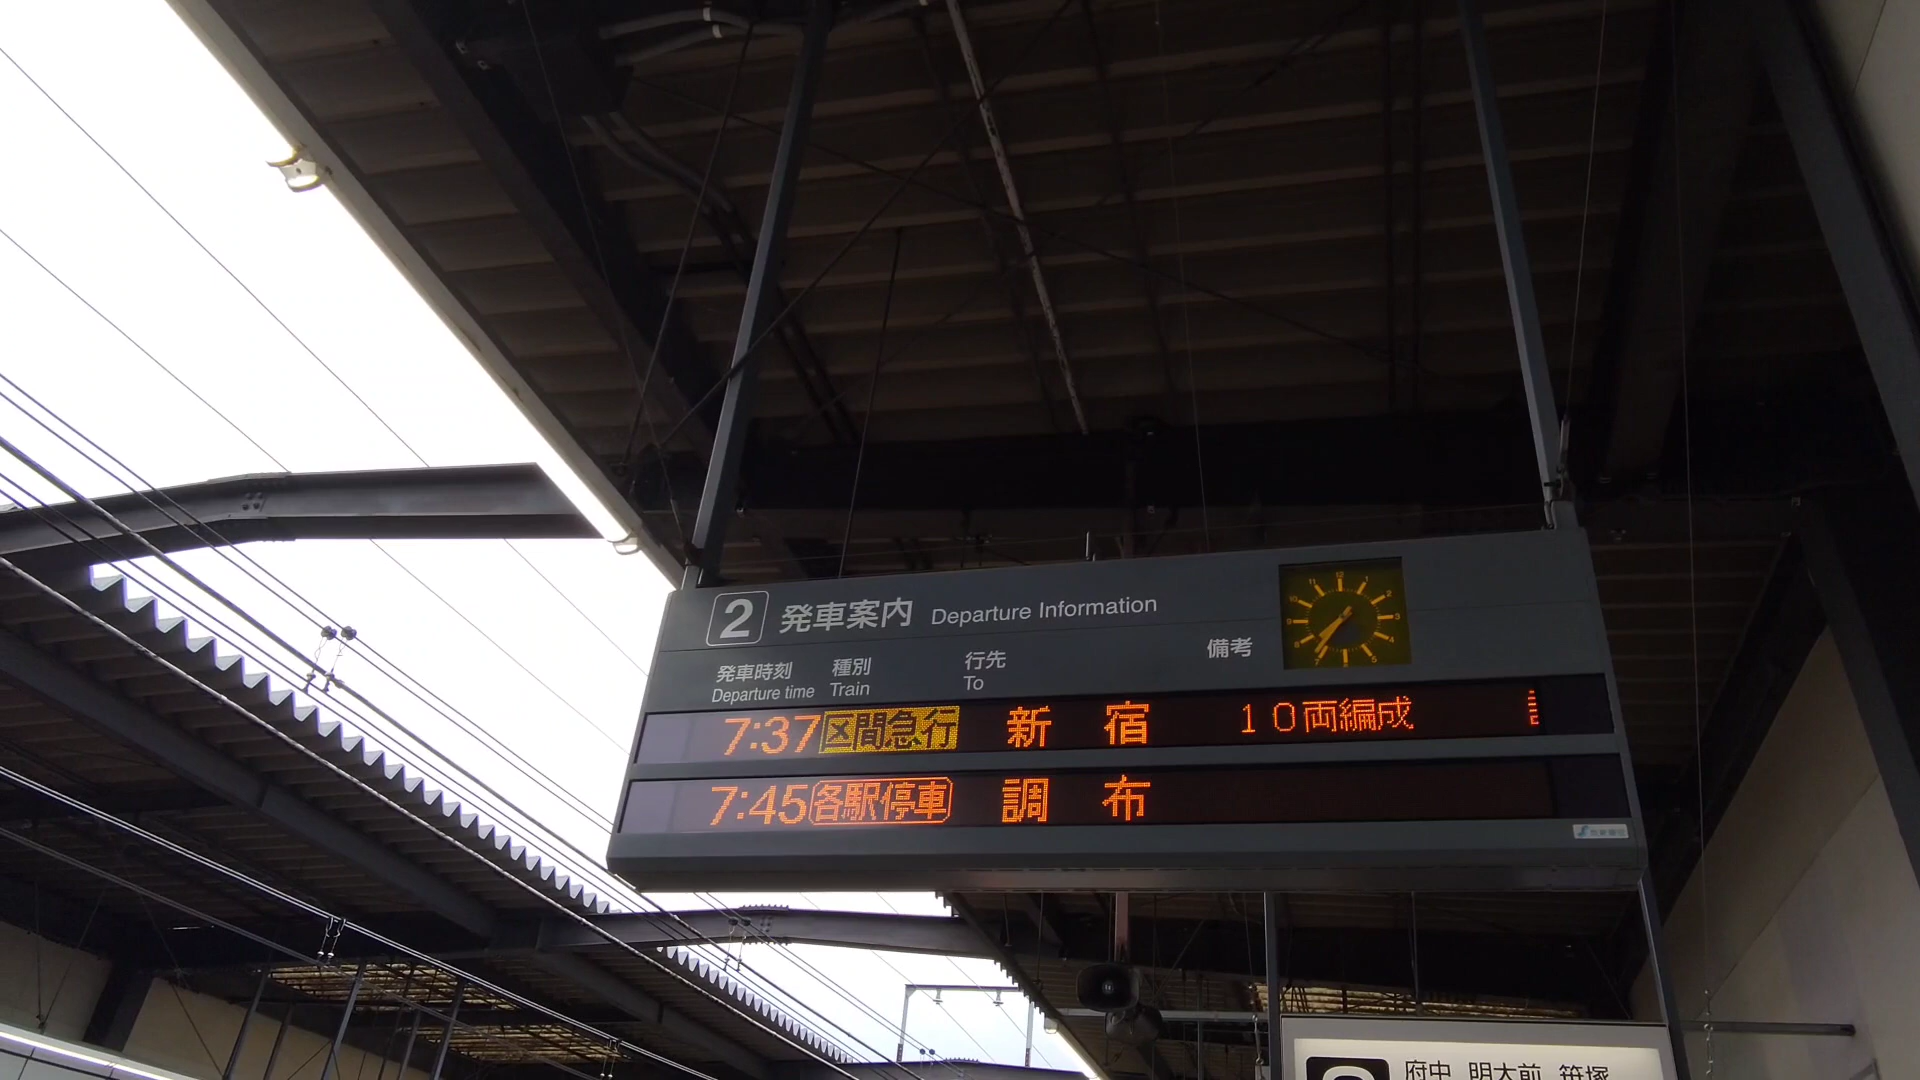 2 発車案内 Departure Information
備考
発車時刻 種別 行先
Departure time Train To
7:37 区間急行 新宿 10両編成
7:45 各駅停車 調布
府中 明大前 笹塚